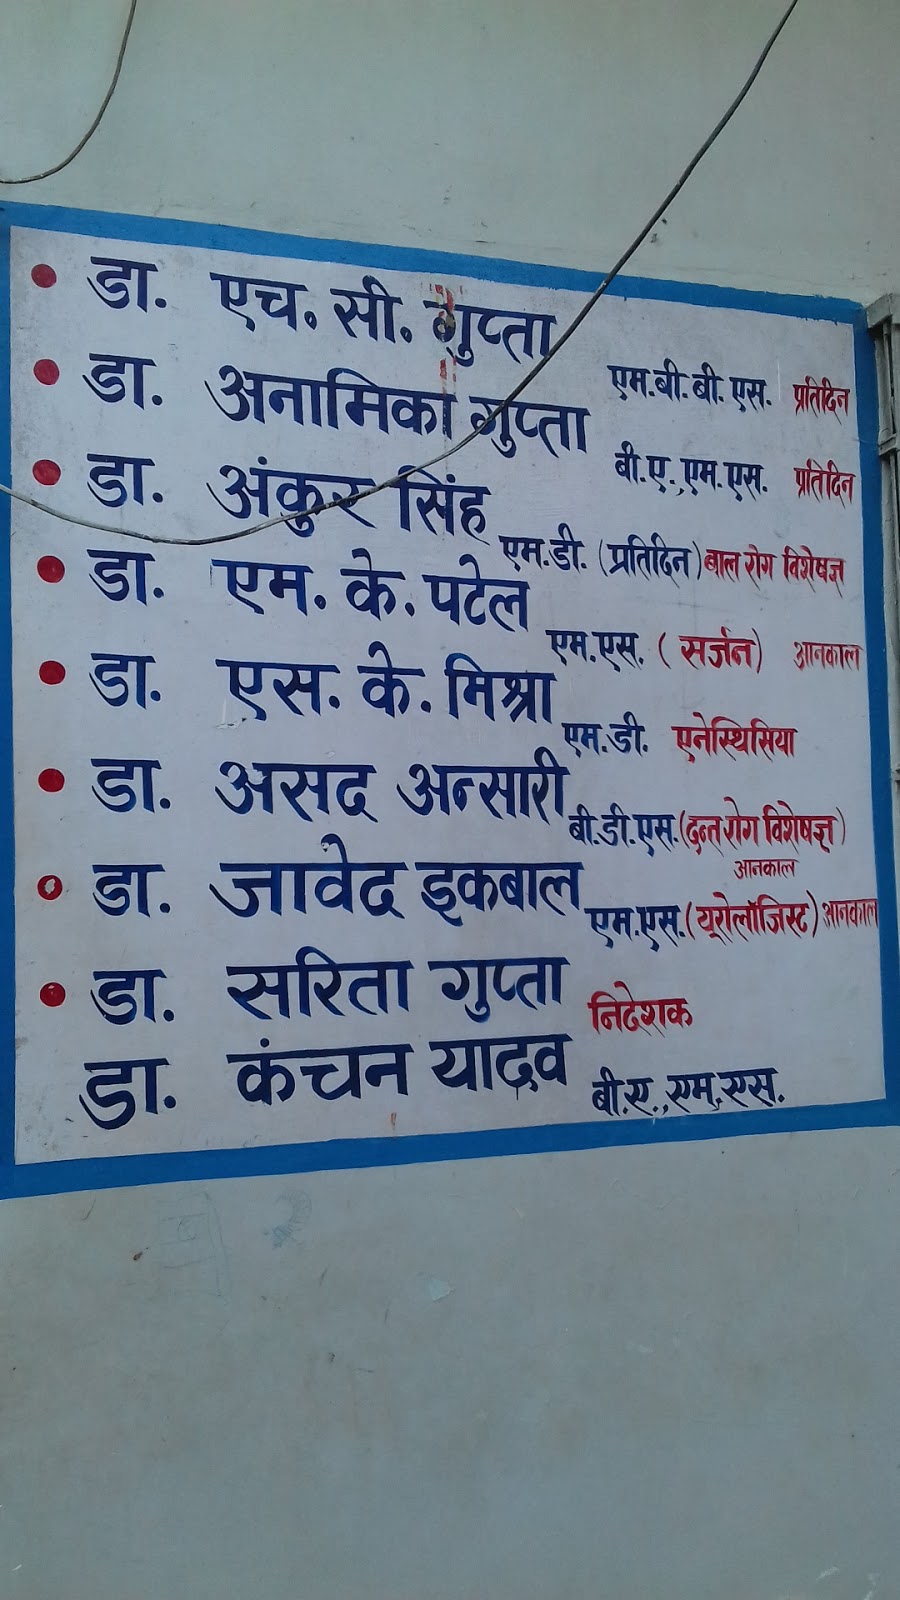 डा. एच. सी. गुप्ता एम.बी.बी.एस. प्रतिदिन
डा. अनामिका गुप्ता बी.ए.,एम.एस. प्रतिदिन
डा. अंकुर सिंह एम.डी. (प्रतिदिन) बाल रोग विशेषज्ञ
डा. एम. के. पटेल एम.एस. (सर्जन) आनकाल
डा. एस. के. मिश्रा एम.डी. एनेस्थिसिया
डा. असद अन्सारी बी.डी.एस.(दन्त रोग विशेषज्ञ)
आनकाल
डा. जावेद इकबाल एम.एस.(यूरोलॉजिस्ट) आनकाल
डा. सरिता गुप्ता निदेशक
डा. कंचन यादव बी.ए.,एम.एस.